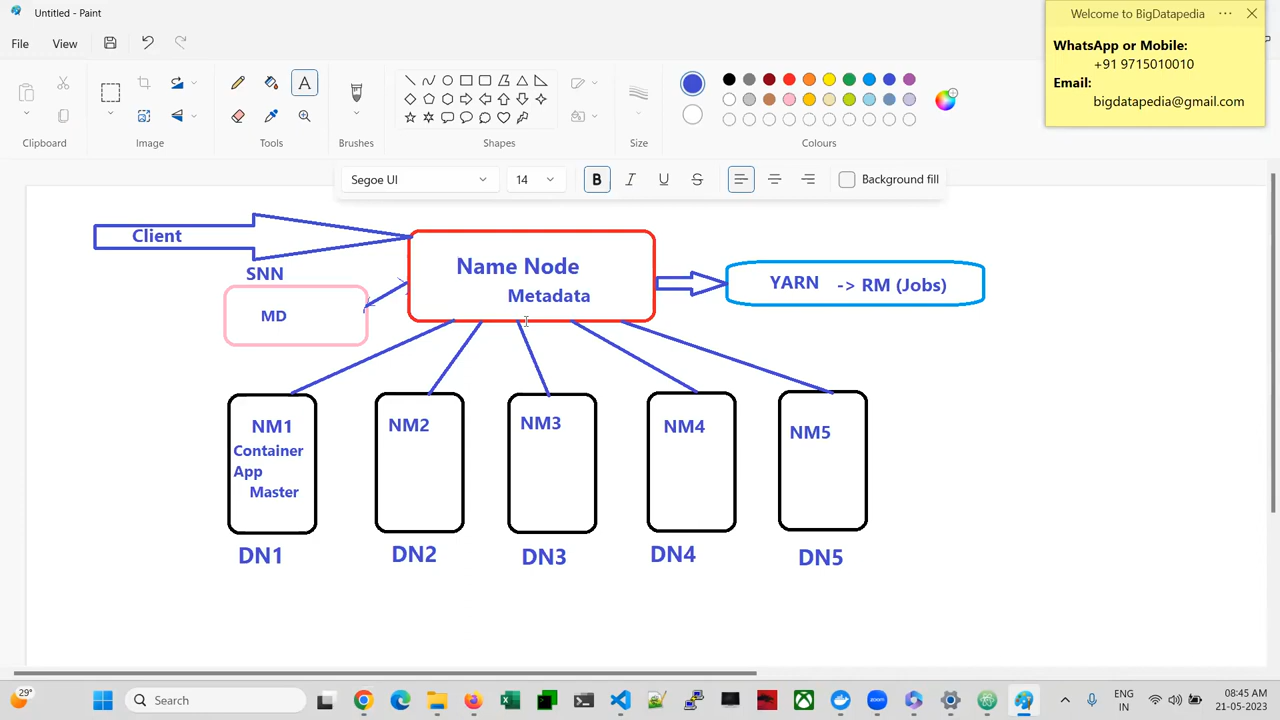 Untitled - Paint
Welcome to BigDatapedia ...
WhatsApp or Mobile:
+91 9715010010
Email:
bigdatapedia@gmail.com
File View
Clipboard Image Tools Brushes Shapes Size Colours
A
Segoe UI 14 B I U Background fill
Client
SNN
MD
Name Node
Metadata
YARN -> RM (Jobs)
NM1 NM2 NM3 NM4 NM5
Container
App
Master
DN1 DN2 DN3 DN4 DN5
29°
Search
ENG
IN
08:45 AM
21-05-2023